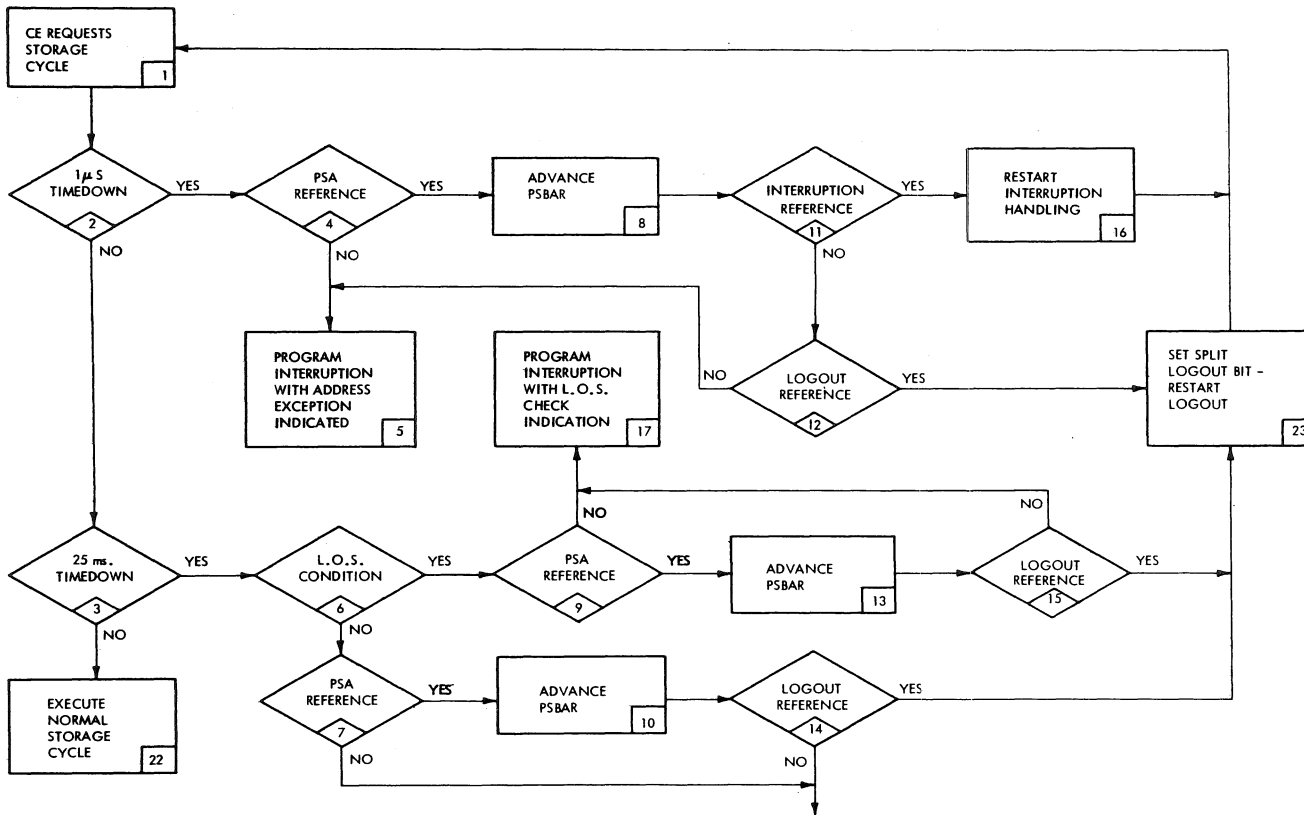 CE REQUESTS
STORAGE
CYCLE
1
1μ S
TIMEDOWN
2
YES
NO
PSA
REFERENCE
4
YES
NO
ADVANCE
PSBAR
8
INTERRUPTION
REFERENCE
11
YES
NO
RESTART
INTERRUPTION
HANDLING
16
PROGRAM
INTERRUPTION
WITH ADDRESS
EXCEPTION
INDICATED
5
PROGRAM
INTERRUPTION
WITH L.O.S.
CHECK
INDICATION
17
NO
LOGOUT
REFERENCE
12
YES
SET SPLIT
LOGOUT BIT -
RESTART
LOGOUT
23
25 ms.
TIMEDOWN
3
YES
NO
L.O.S.
CONDITION
6
YES
NO
NO
PSA
REFERENCE
9
YES
ADVANCE
PSBAR
13
NO
LOGOUT
REFERENCE
15
YES
EXECUTE
NORMAL
STORAGE
CYCLE
22
PSA
REFERENCE
7
YES
NO
ADVANCE
PSBAR
10
LOGOUT
REFERENCE
14
YES
NO